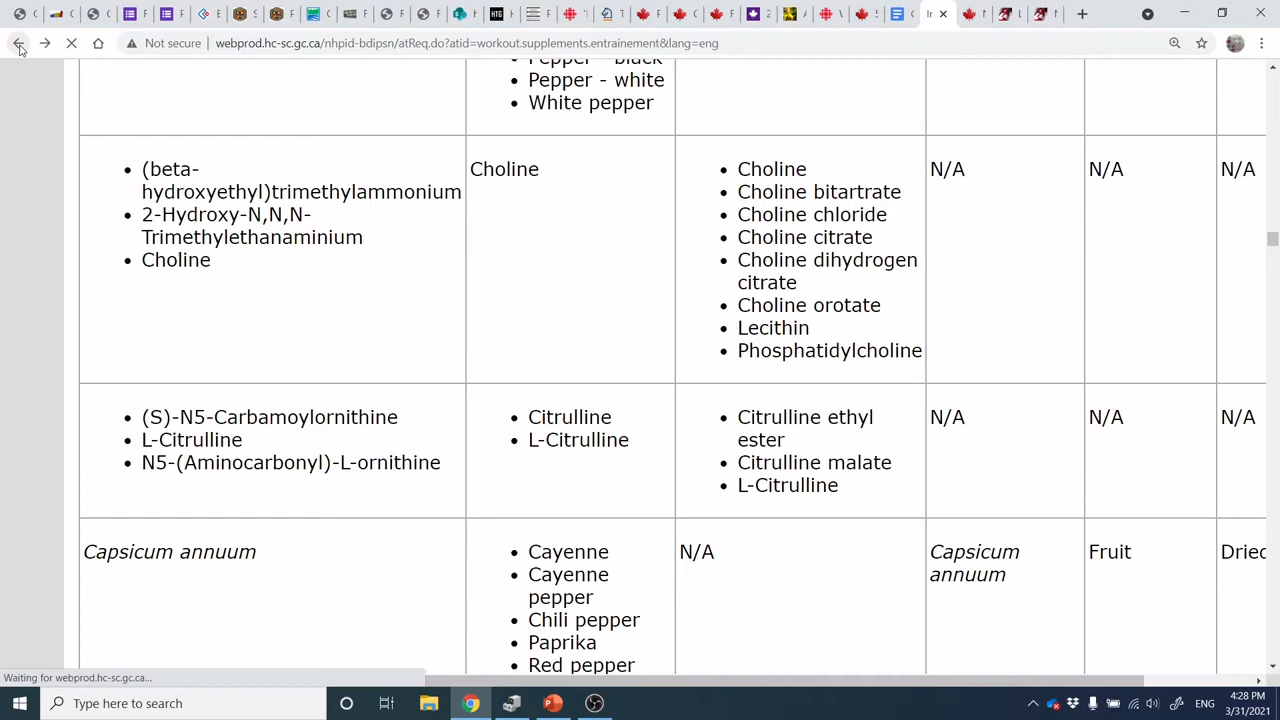 Not secure | webprod.hc-sc.gc.ca/nhpid-bdipsn/atReq.do?atid=workout.supplements.entrainement&lang=eng
Pepper - black
Pepper - white
White pepper
(beta-
hydroxyethyl)trimethylammonium
2-Hydroxy-N,N,N-
Trimethylethanaminium
Choline
Choline
Choline
Choline bitartrate
Choline chloride
Choline citrate
Choline dihydrogen
citrate
Choline orotate
Lecithin
Phosphatidylcholine
N/A
N/A
N/A
(S)-N5-Carbamoylornithine
L-Citrulline
N5-(Aminocarbonyl)-L-ornithine
Citrulline
L-Citrulline
Citrulline ethyl
ester
Citrulline malate
L-Citrulline
N/A
N/A
N/A
Capsicum annuum
Cayenne
Cayenne
pepper
Chili pepper
Paprika
Red pepper
N/A
Capsicum
annuum
Fruit
Dried
Waiting for webprod.hc-sc.gc.ca...
Type here to search
ENG
4:28 PM
3/31/2021